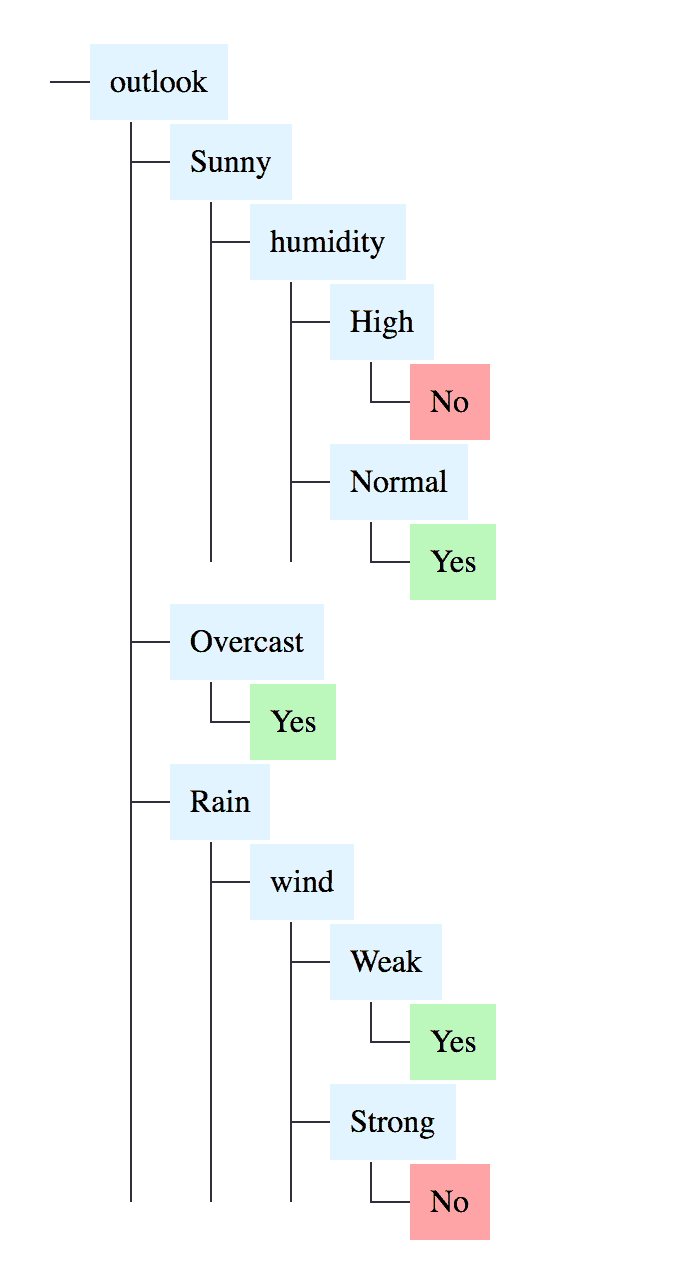 outlook
Sunny
humidity
High
No
Normal
Yes
Overcast
Yes
Rain
wind
Weak
Yes
Strong
No